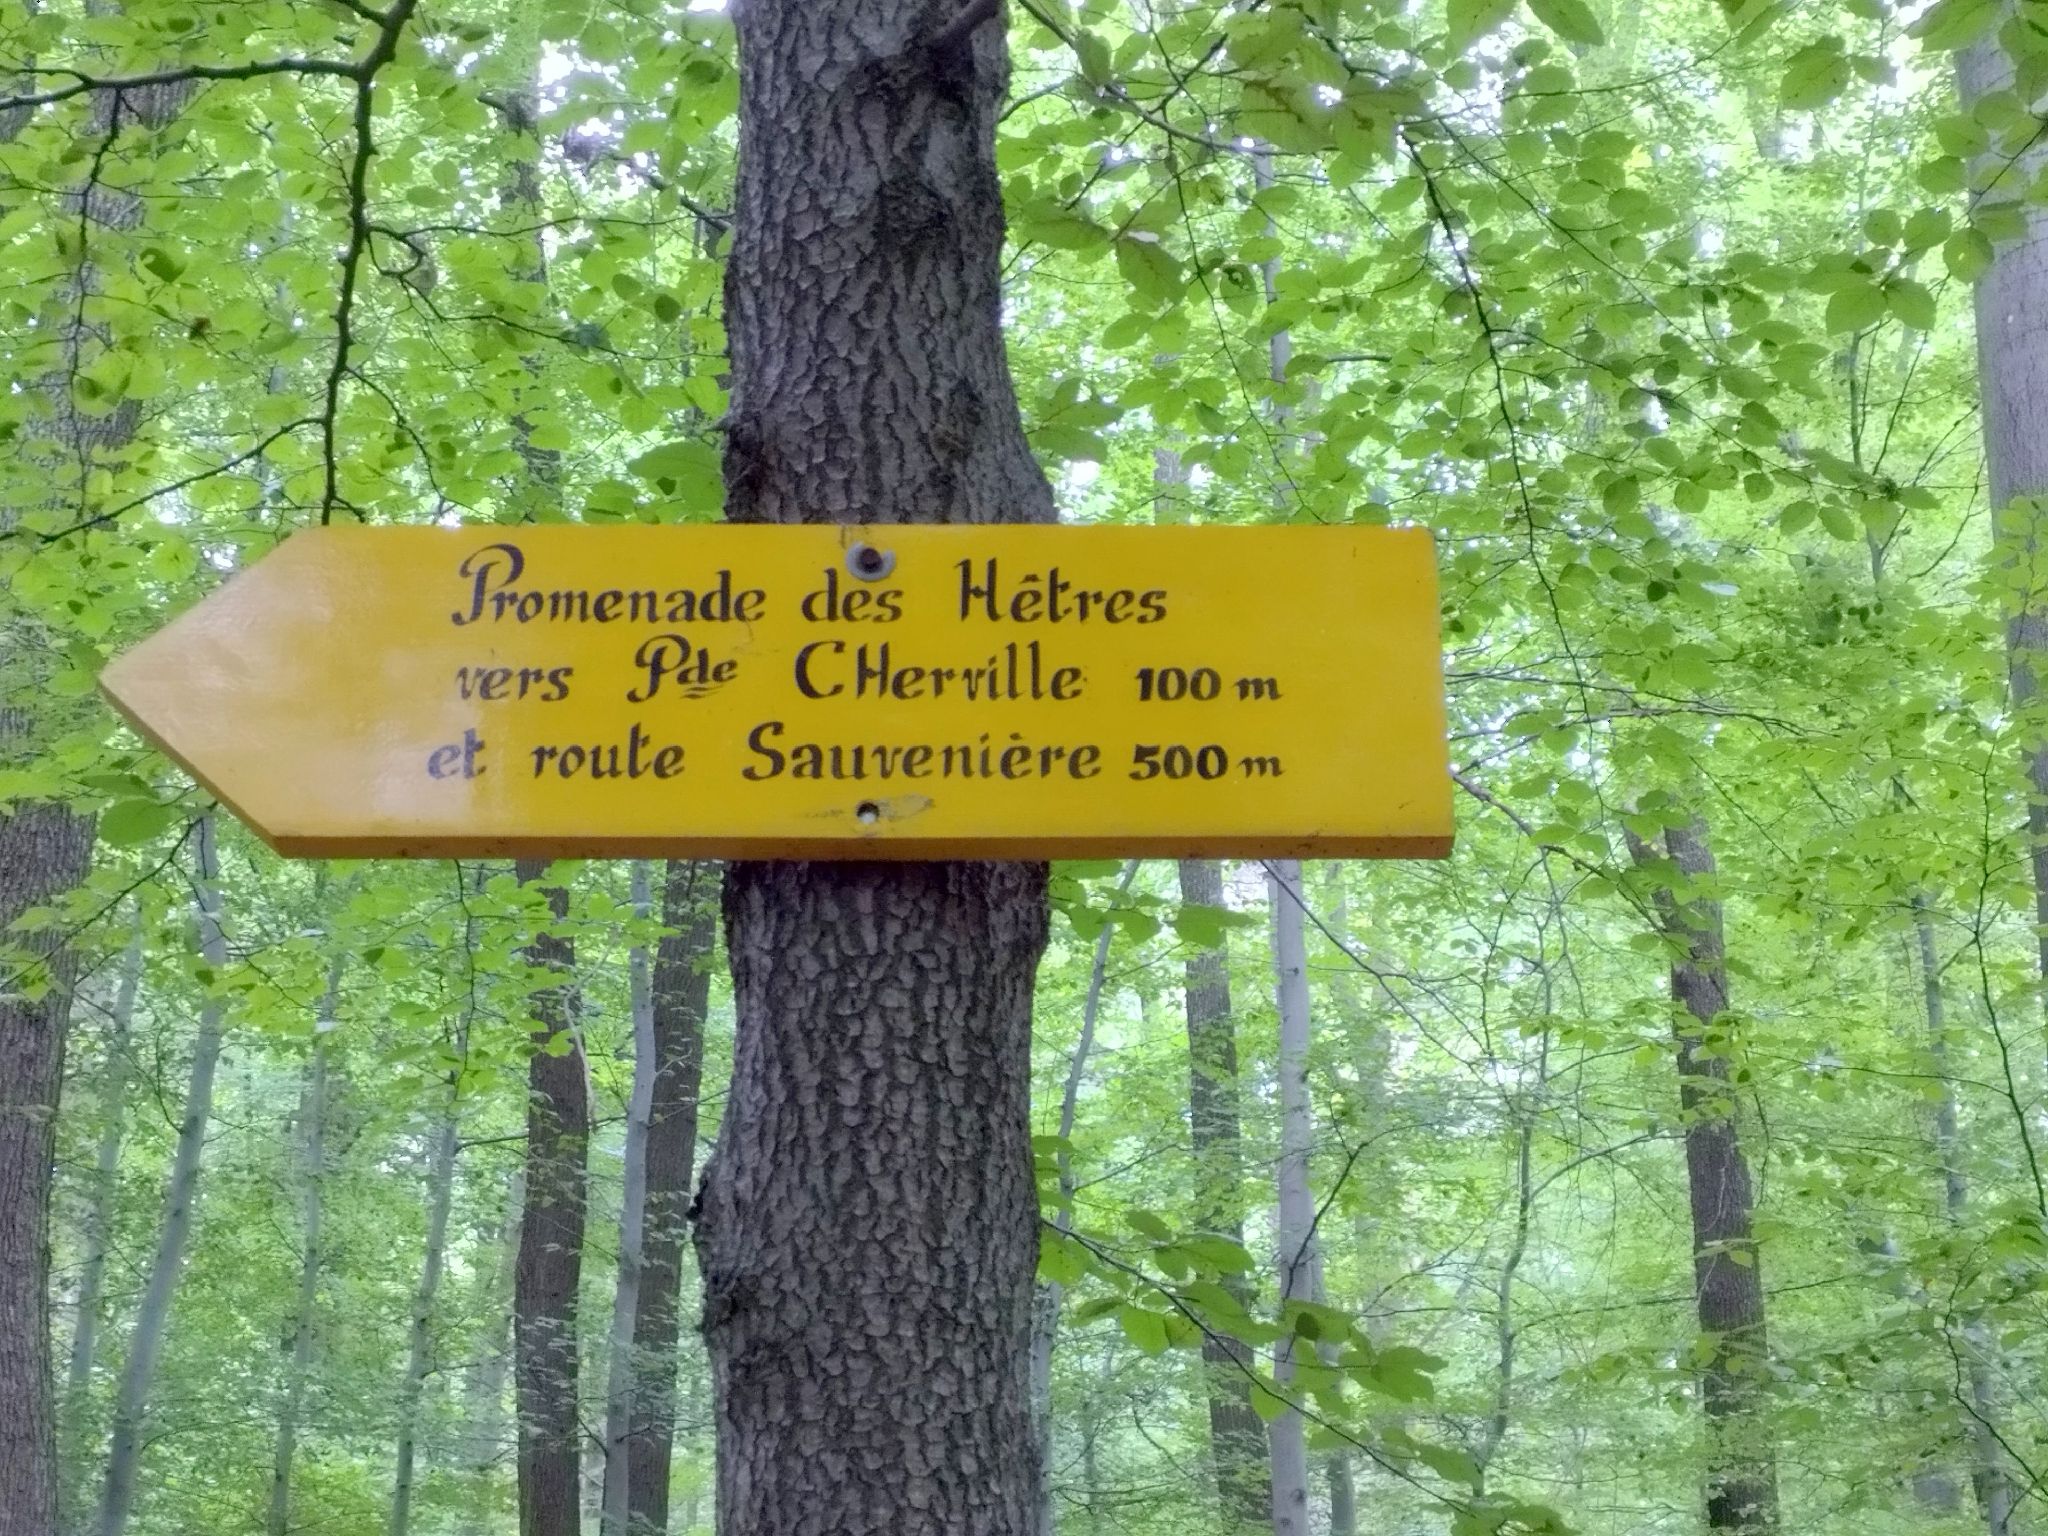 Promenade des Hêtres
vers Pde CHerville 100 m
et route Sauvenière 500 m